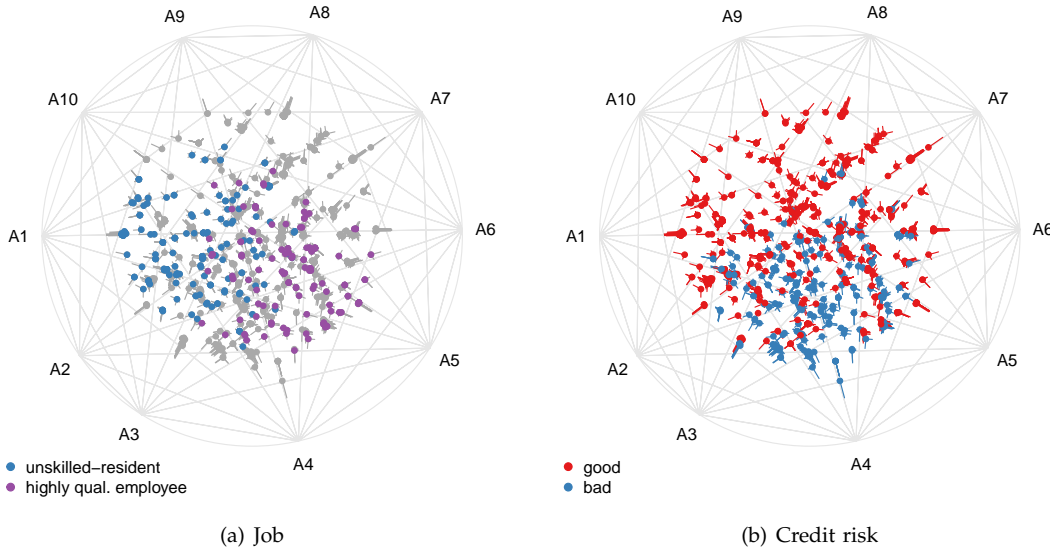 A9
A8
A10
A7
A1
A6
A2
A5
A3
A4
unskilled–resident
highly qual. employee
(a) Job
A9
A8
A10
A7
A1
A6
A2
A5
A3
A4
good
bad
(b) Credit risk